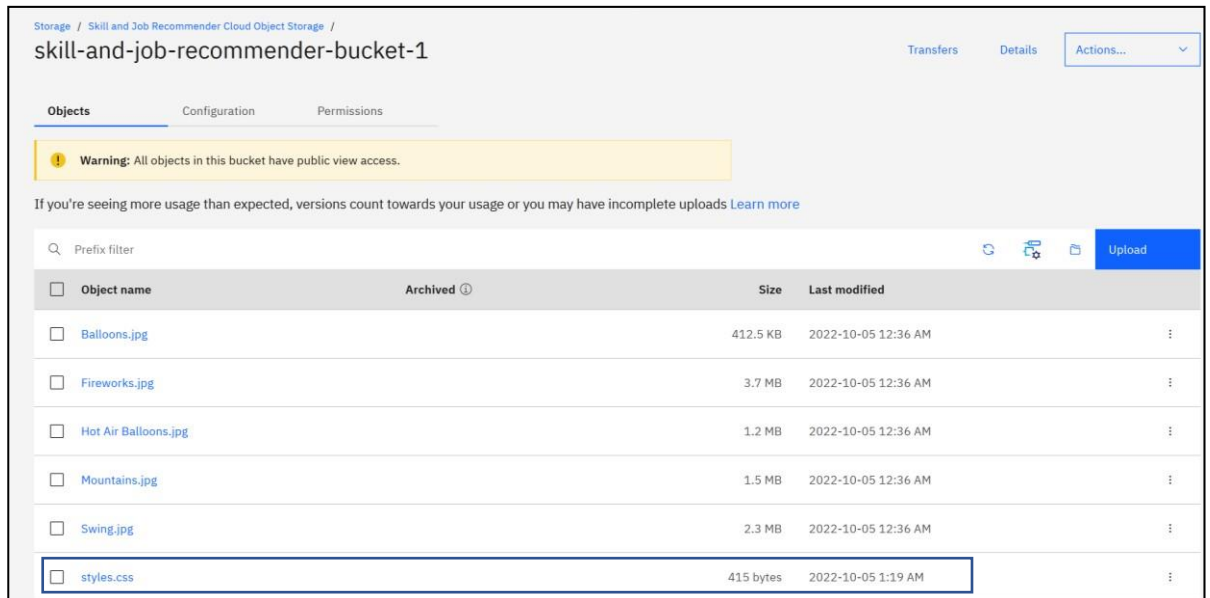 Storage / Skill and Job Recommender Cloud Object Storage /
skill-and-job-recommender-bucket-1
Transfers Details Actions...
Objects Configuration Permissions
Warning: All objects in this bucket have public view access.
If you're seeing more usage than expected, versions count towards your usage or you may have incomplete uploads Learn more
Prefix filter Upload
Object name Archived Size Last modified
Balloons.jpg 412.5 KB 2022-10-05 12:36 AM
Fireworks.jpg 3.7 MB 2022-10-05 12:36 AM
Hot Air Balloons.jpg 1.2 MB 2022-10-05 12:36 AM
Mountains.jpg 1.5 MB 2022-10-05 12:36 AM
Swing.jpg 2.3 MB 2022-10-05 12:36 AM
styles.css 415 bytes 2022-10-05 1:19 AM